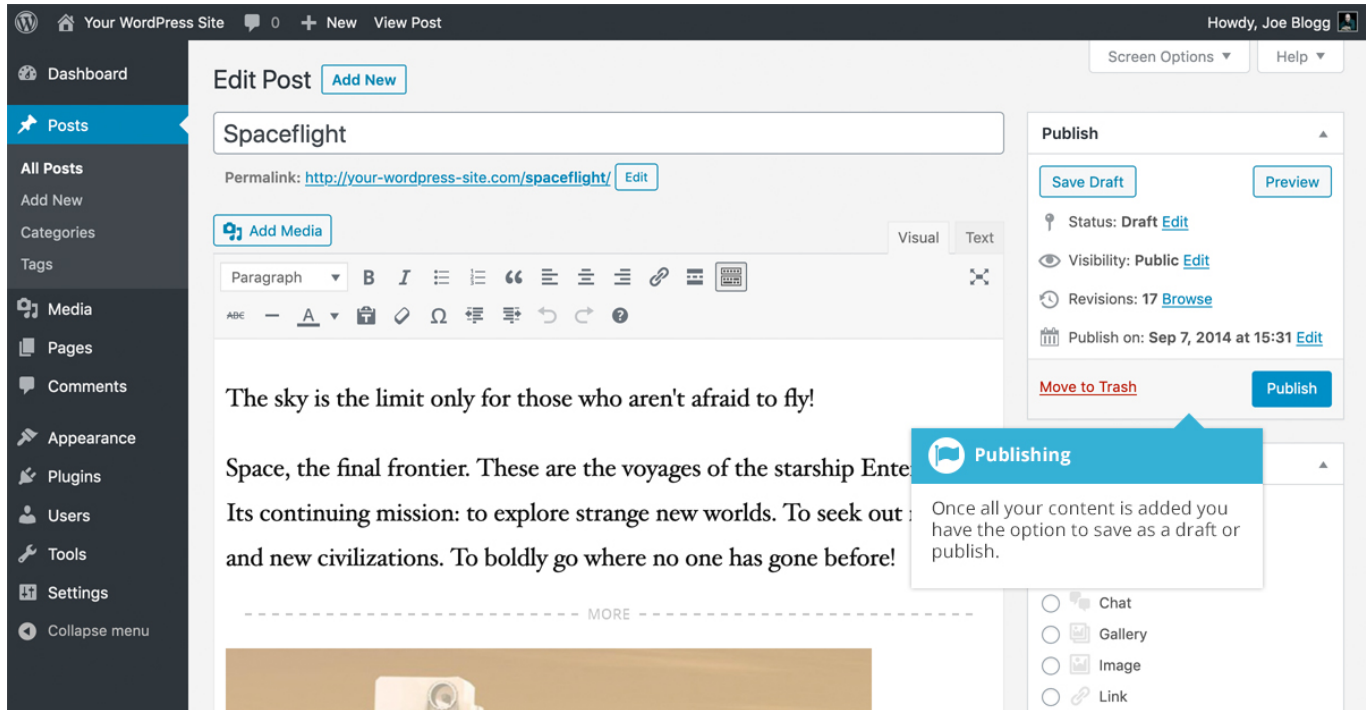 Your WordPress Site 0 + New View Post
Howdy, Joe Blogg
Dashboard
Posts
All Posts
Add New
Categories
Tags
Media
Pages
Comments
Appearance
Plugins
Users
Tools
Settings
Collapse menu
Screen Options ▼ Help ▼
Edit Post Add New
Spaceflight
Permalink: http://your-wordpress-site.com/spaceflight/ Edit
Add Media
Visual Text
Paragraph ▼ B I
ABC A Ω
The sky is the limit only for those who aren't afraid to fly!
Space, the final frontier. These are the voyages of the starship
Its continuing mission: to explore strange new worlds. To seek out
and new civilizations. To boldly go where no one has gone before!
MORE
Publish
Save Draft Preview
Status: Draft Edit
Visibility: Public Edit
Revisions: 17 Browse
Publish on: Sep 7, 2014 at 15:31 Edit
Move to Trash Publish
Publishing
Once all your content is added you
have the option to save as a draft or
publish.
Chat
Gallery
Image
Link